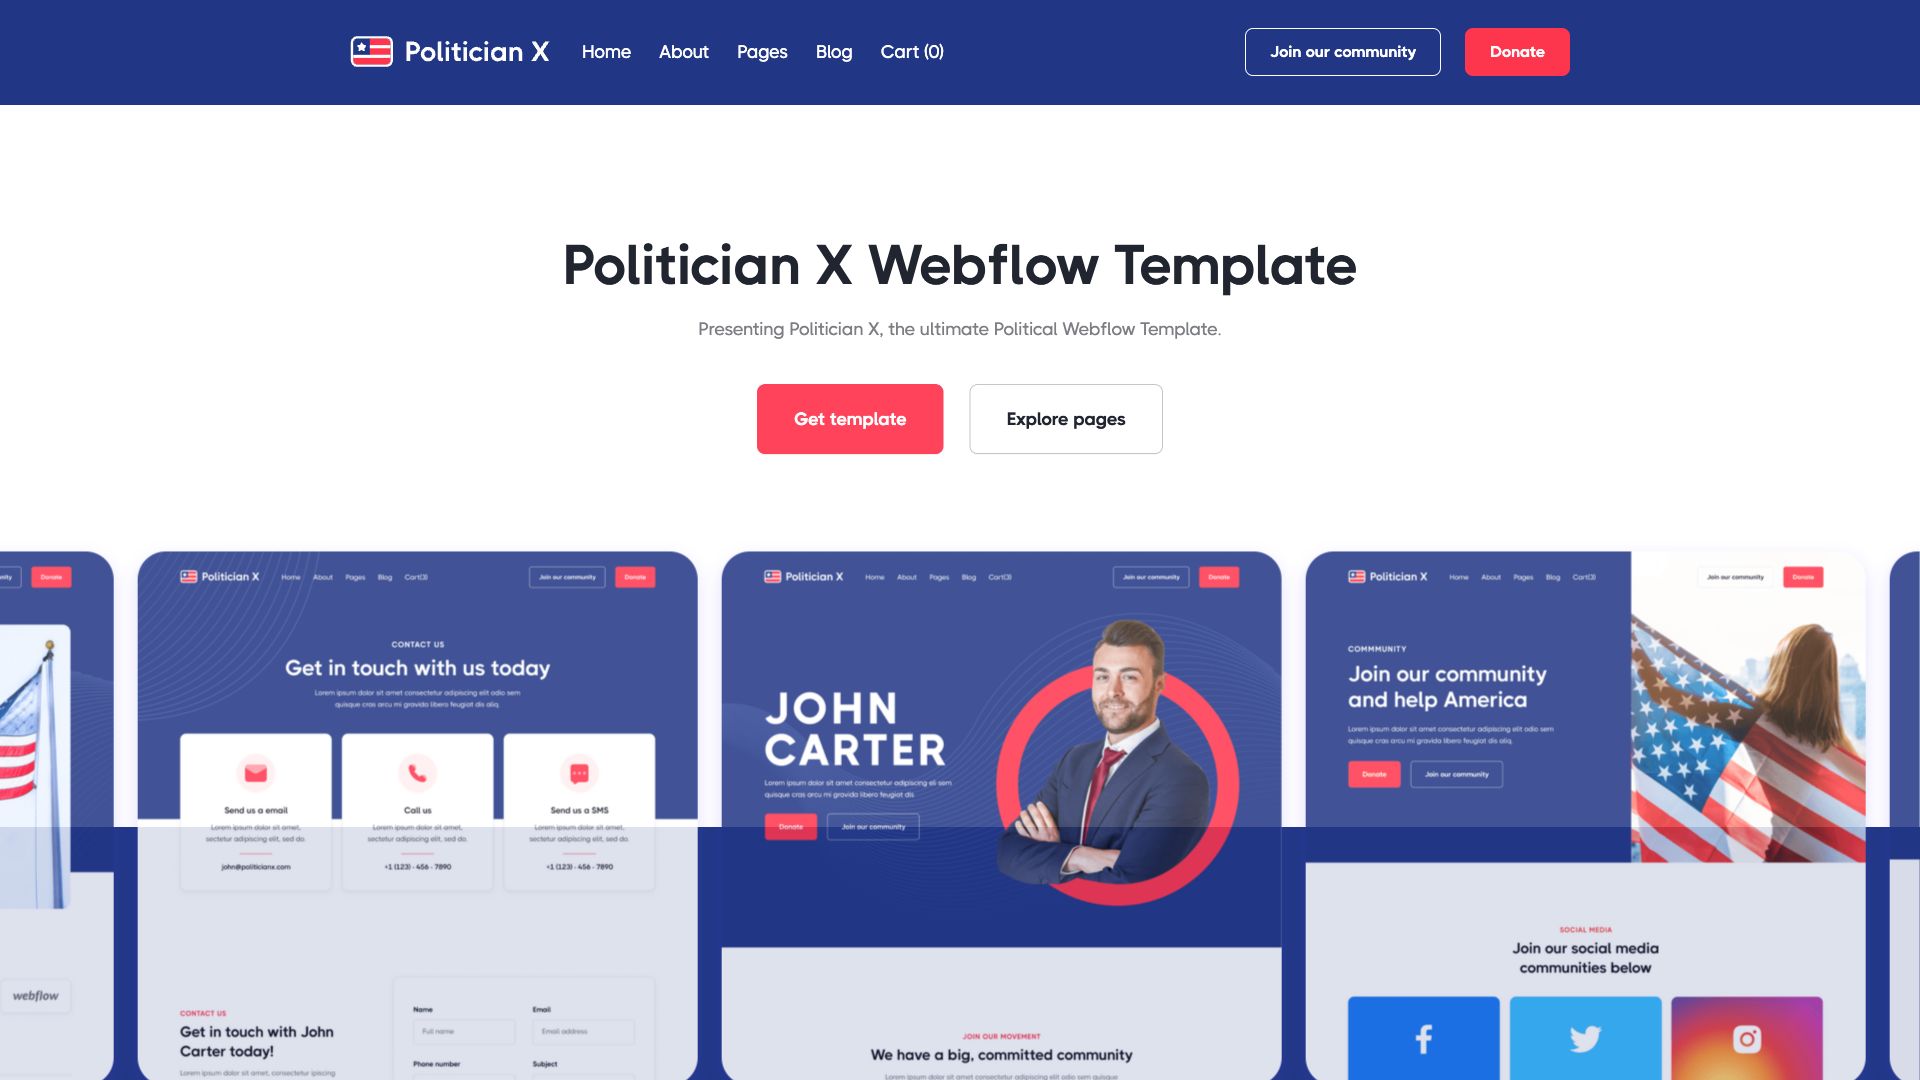 Politician X
Home
About
Pages
Blog
Cart (0)
Join our community
Donate
Politician X Webflow Template
Presenting Politician X, the ultimate Political Webflow Template.
Get template
Explore pages
Donate
webflow
Politician X
Home
About
Pages
Blog
Cart(3)
Join our community
Donate
CONTACT US
Get in touch with us today
Lorem ipsum dolor sit amet consectetur adipiscing elit odio sem
quisque cras arcu mi gravida libero feugiat dis aliq.
Send us a email
Lorem ipsum dolor sit amet,
sectetur adipiscing elit, sed do.
john@politicianx.com
Call us
Lorem ipsum dolor sit amet,
sectetur adipiscing elit, sed do.
+1 (123) - 456 - 7890
Send us a SMS
Lorem ipsum dolor sit amet,
sectetur adipiscing elit, sed do.
+1 (123) - 456 - 7890
CONTACT US
Get in touch with John
Carter today!
Lorem ipsum dolor sit amet, consectetur ipiscing
Name
Full name
Email
Email address
Phone number
Subject
Politician X
Home
About
Pages
Blog
Cart(3)
Join our community
Donate
JOHN
CARTER
Lorem ipsum dolor sit amet consectetur adipiscing eli sem
quisque cras arcu mi gravida libero feugiat dis
Donate
Join our community
JOIN OUR MOVEMENT
We have a big, committed community
Lorem ipsum dolor sit amet consectetur adipiscing elit odio sem quisque
Politician X
Home
About
Pages
Blog
Cart(3)
Join our community
Donate
COMMMUNITY
Join our community
and help America
Lorem ipsum dolor sit amet consectetur adipiscing elit odio sem
quisque cras arcu mi gravida libero feugiat aliq.
Donate
Join our community
SOCIAL MEDIA
Join our social media
communities below